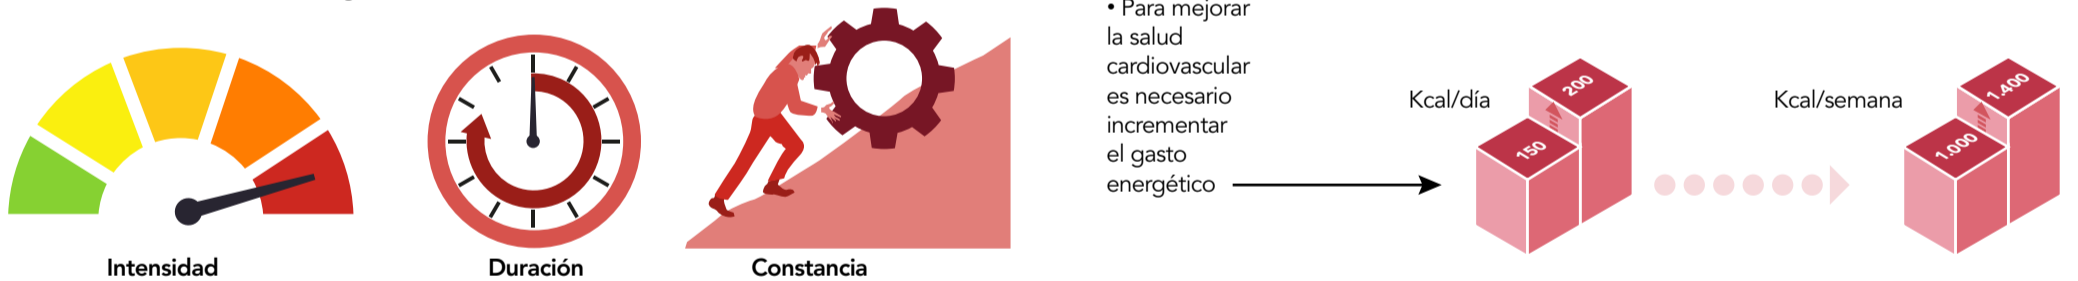 Intensidad
Duración
Constancia
• Para mejorar
la salud
cardiovascular
es necesario
incrementar
el gasto
energético
Kcal/día
150
200
Kcal/semana
1.000
1.400